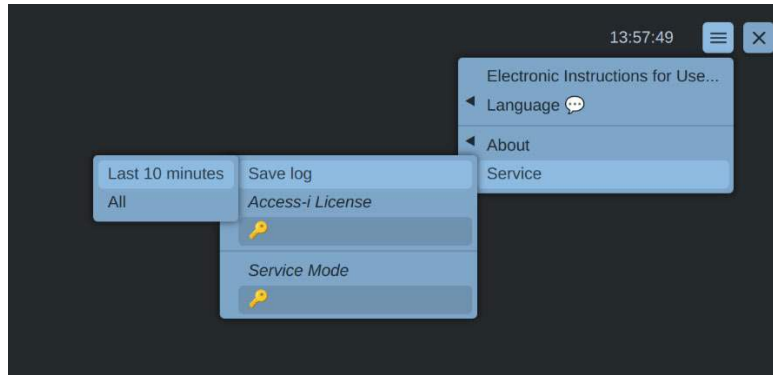 13:57:49
Electronic Instructions for Use...
Language 💬
About
Service
Save log
Access-i License
🔑
Service Mode
🔑
Last 10 minutes
All